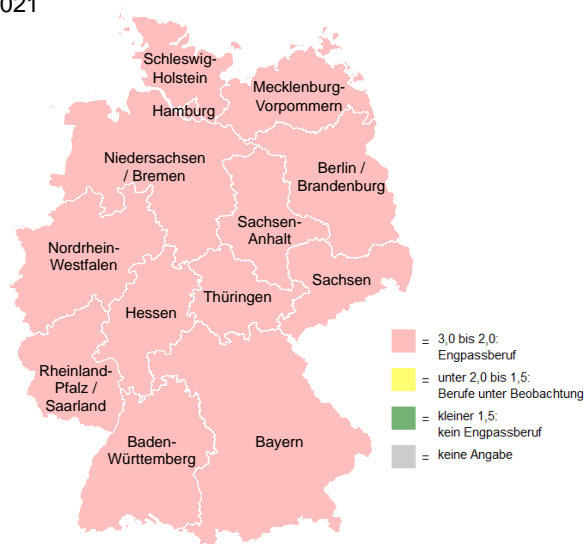 021
Schleswig-
Holstein
Mecklenburg-
Vorpommern
Hamburg
Niedersachsen
/ Bremen
Berlin /
Brandenburg
Sachsen-
Anhalt
Nordrhein-
Westfalen
Sachsen
Thüringen
Hessen
Rheinland-
Pfalz /
Saarland
Baden-
Württemberg
Bayern
= 3,0 bis 2,0:
Engpassberuf
= unter 2,0 bis 1,5:
Berufe unter Beobachtung
= kleiner 1,5:
kein Engpassberuf
= keine Angabe